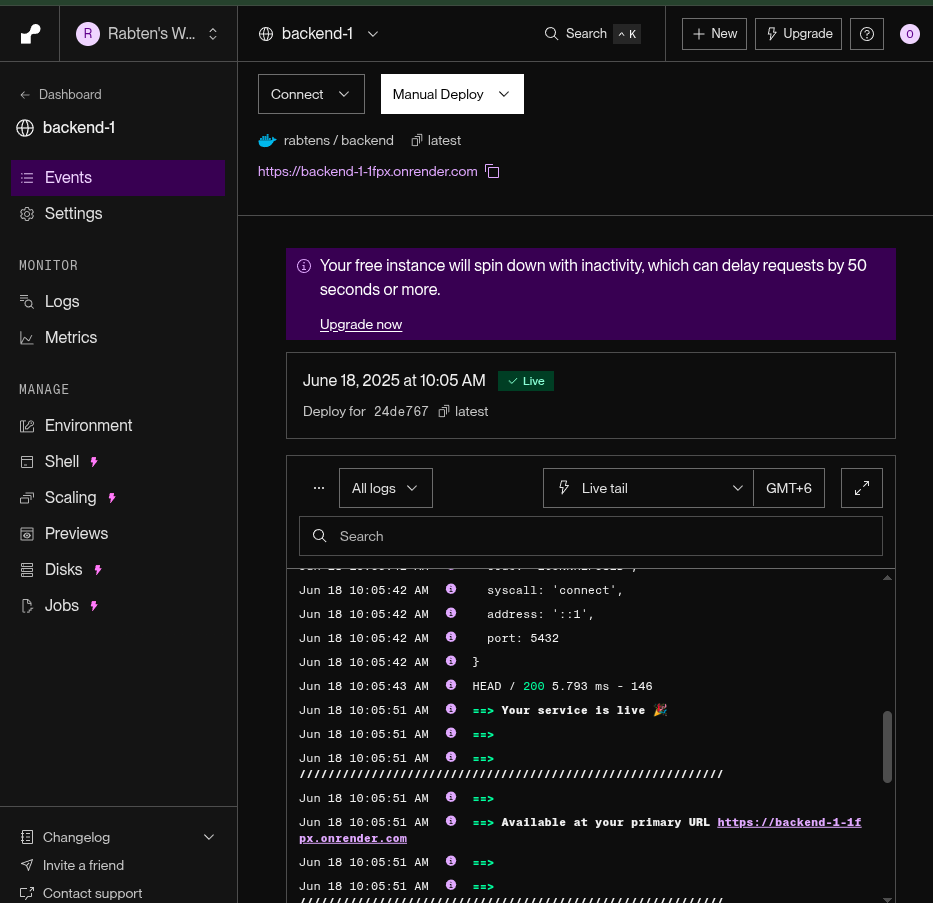 R Rabten's W...
backend-1
Search ^ K
New
Upgrade
O
Dashboard
backend-1
Events
Settings
MONITOR
Logs
Metrics
MANAGE
Environment
Shell
Scaling
Previews
Disks
Jobs
Changelog
Invite a friend
Contact support
Connect
Manual Deploy
rabtens / backend latest
https://backend-1-1fpx.onrender.com
Your free instance will spin down with inactivity, which can delay requests by 50
seconds or more.
Upgrade now
June 18, 2025 at 10:05 AM Live
Deploy for 24de767 latest
... All logs Live tail GMT+6
Search
Jun 18 10:05:42 AM syscall: 'connect',
Jun 18 10:05:42 AM address: '::1',
Jun 18 10:05:42 AM port: 5432
Jun 18 10:05:42 AM }
Jun 18 10:05:43 AM HEAD / 200 5.793 ms - 146
Jun 18 10:05:51 AM ==> Your service is live 🎉
Jun 18 10:05:51 AM ==>
Jun 18 10:05:51 AM ==>
///////////////////////////////////////////////////////////
Jun 18 10:05:51 AM ==>
Jun 18 10:05:51 AM ==> Available at your primary URL https://backend-1-1f
px.onrender.com
Jun 18 10:05:51 AM ==>
Jun 18 10:05:51 AM ==>
///////////////////////////////////////////////////////////